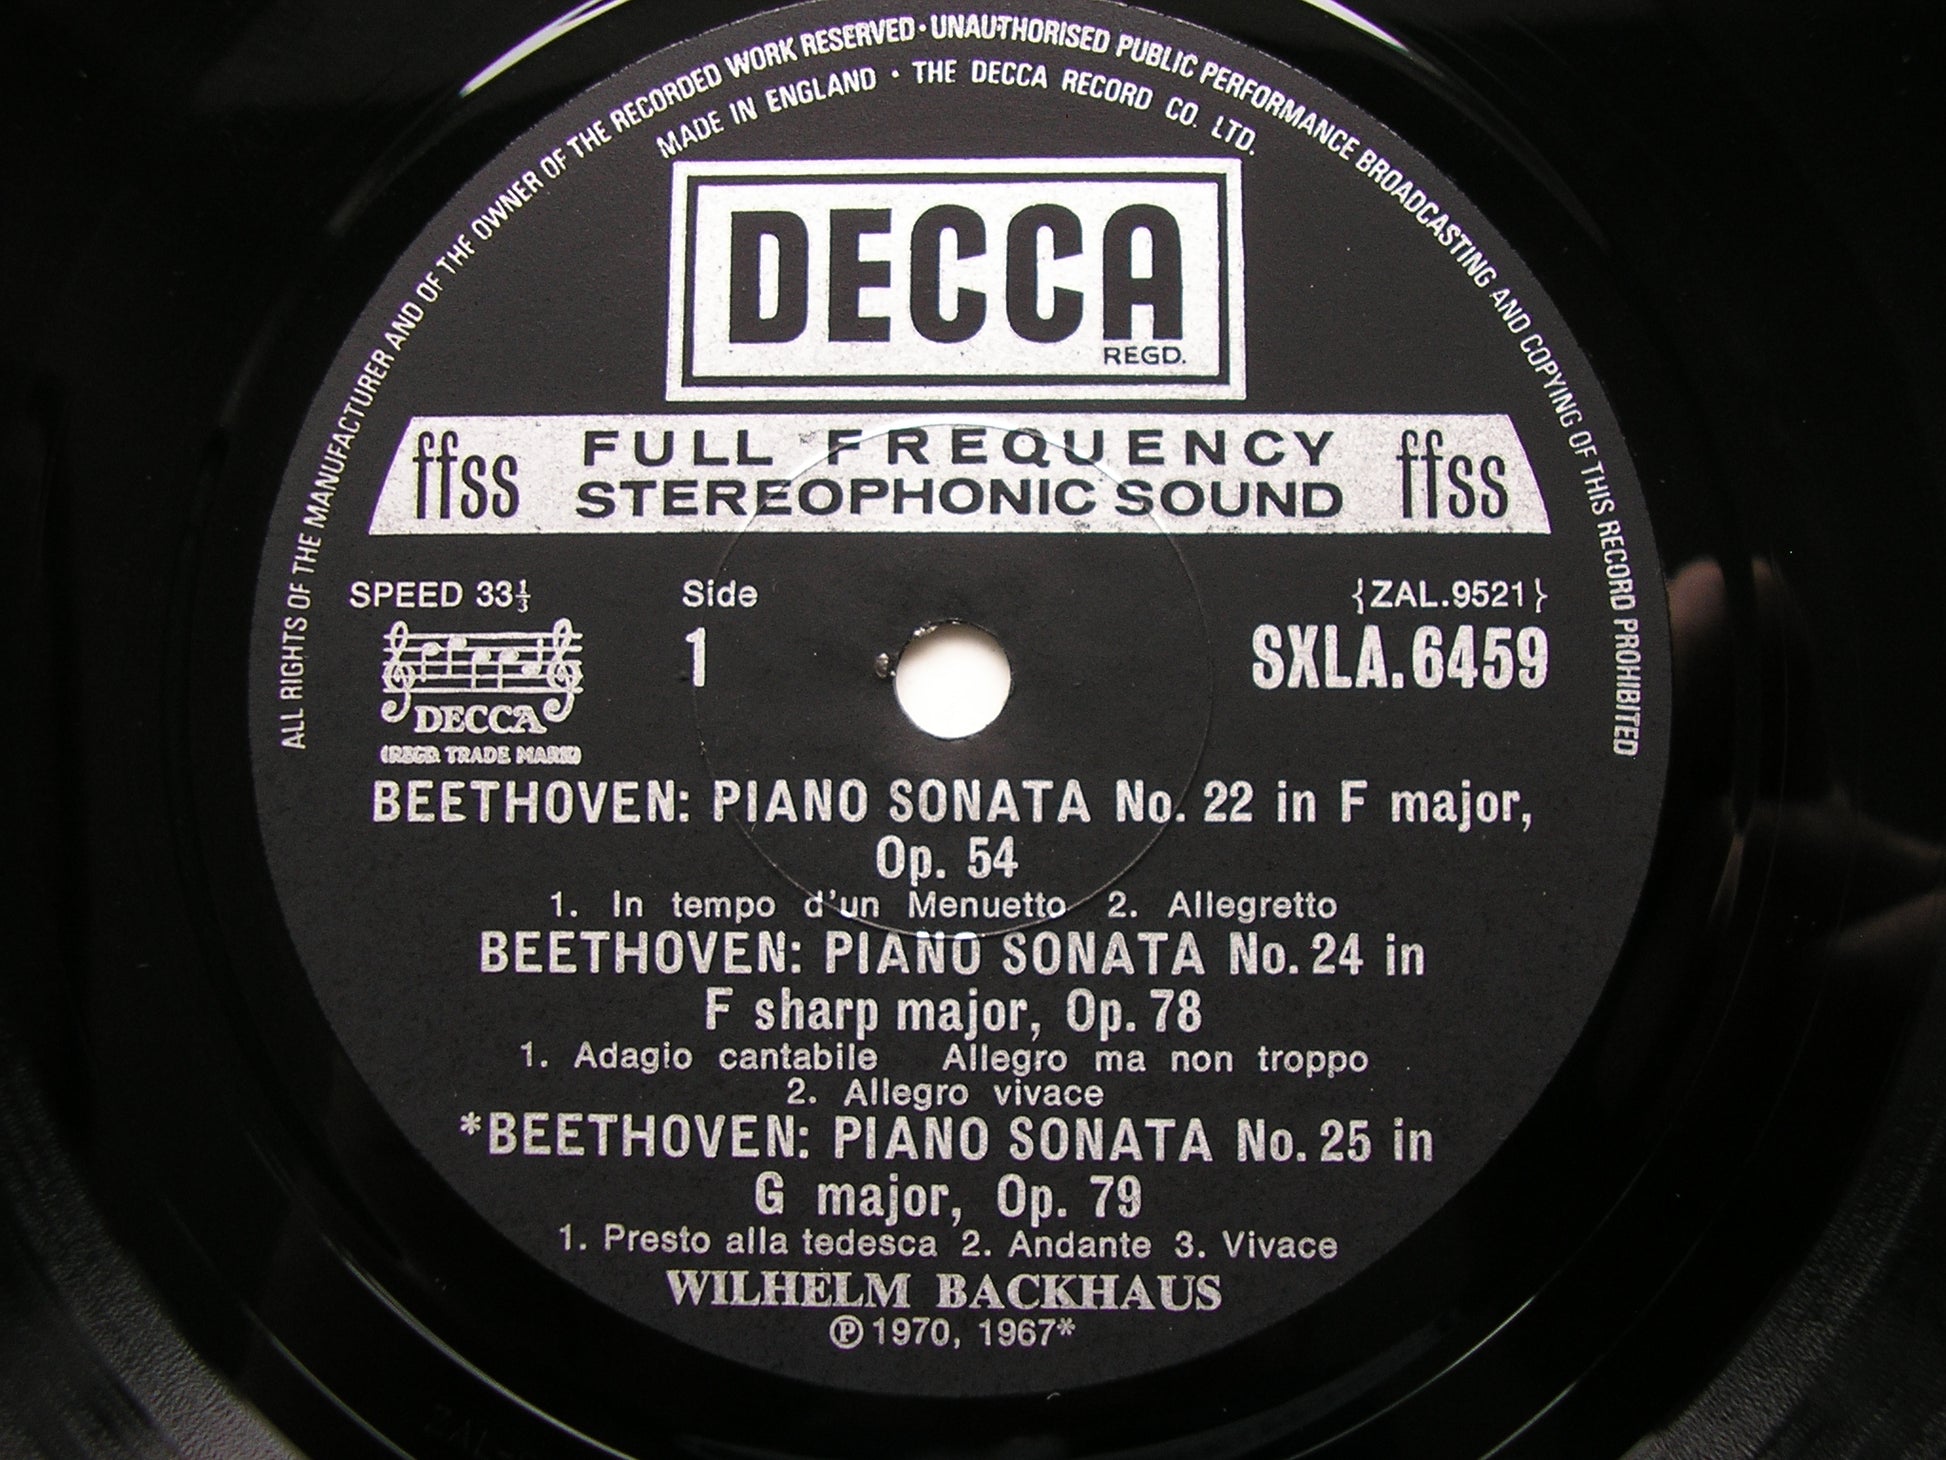 ALL RIGHTS OF THE MANUFACTURER AND OF THE OWNER OF THE RECORDED WORK RESERVED · UNAUTHORISED PUBLIC PERFORMANCE BROADCASTING AND COPYING OF THIS RECORD PROHIBITED
MADE IN ENGLAND · THE DECCA RECORD CO. LTD.
DECCA
REGD.
ffss FULL FREQUENCY STEREOPHONIC SOUND ffss
SPEED 33⅓ Side {ZAL.9521}
1 SXLA.6459
DECCA
(REGD. TRADE MARK)
BEETHOVEN: PIANO SONATA No. 22 in F major,
Op. 54
1. In tempo d'un Menuetto 2. Allegretto
BEETHOVEN: PIANO SONATA No. 24 in
F sharp major, Op. 78
1. Adagio cantabile Allegro ma non troppo
2. Allegro vivace
*BEETHOVEN: PIANO SONATA No. 25 in
G major, Op. 79
1. Presto alla tedesca 2. Andante 3. Vivace
WILHELM BACKHAUS
℗ 1970, 1967*